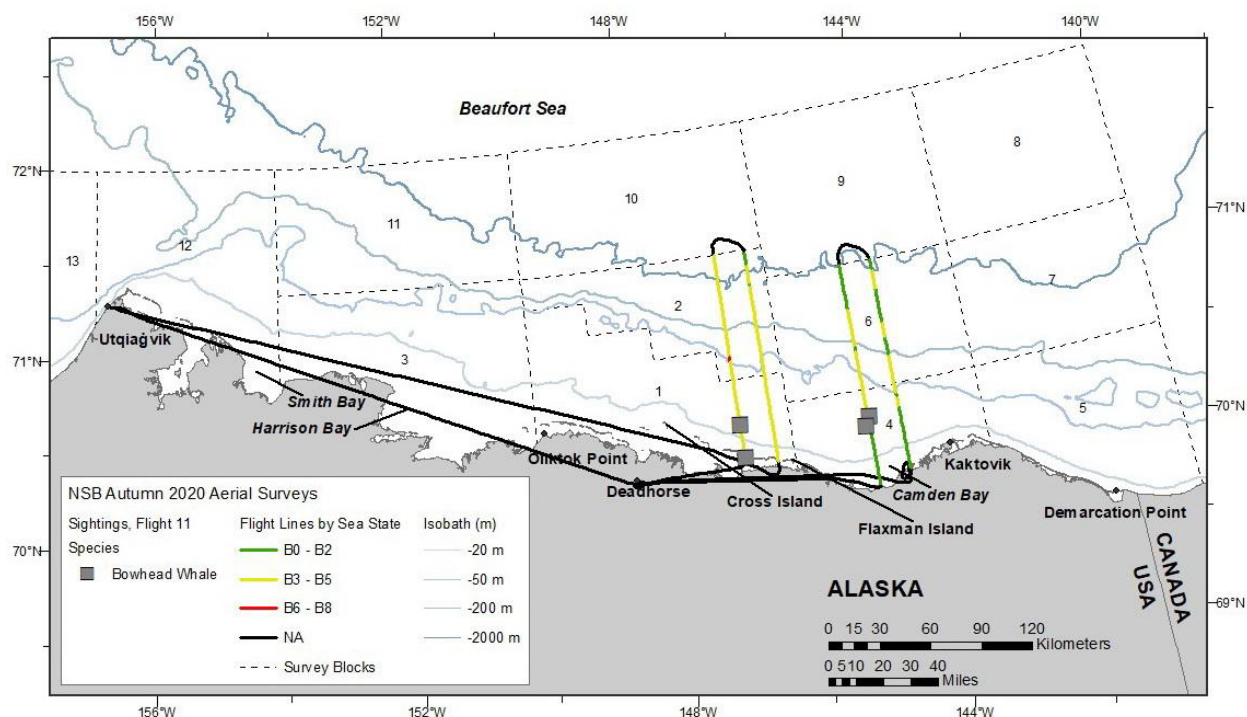 156°W 152°W 148°W 144°W 140°W
Beaufort Sea
72°N
71°N
8
9
10
11
12
13
7
2
6
Utqiaġvik
71°N
3
70°N
1
5
4
Smith Bay
Harrison Bay
Oliktok Point
Kaktovik
Deadhorse
Camden Bay
Cross Island
Demarcation Point
Flaxman Island
70°N
CANADA
USA
69°N
NSB Autumn 2020 Aerial Surveys
Sightings, Flight 11
Species
Bowhead Whale
Flight Lines by Sea State
B0 - B2
B3 - B5
B6 - B8
NA
Survey Blocks
Isobath (m)
-20 m
-50 m
-200 m
-2000 m
ALASKA
0 15 30 60 90 120
Kilometers
0 5 10 20 30 40
Miles
156°W 152°W 148°W 144°W